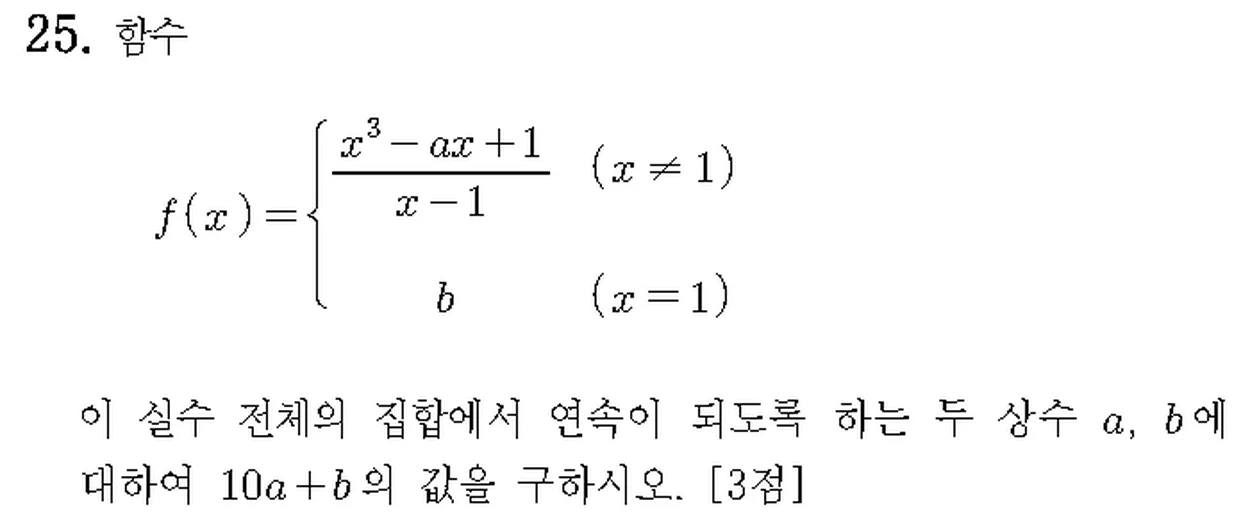 25. 함수
f(x) = { (x³ - ax + 1)/(x - 1) (x ≠ 1)
b (x = 1)
이 실수 전체의 집합에서 연속이 되도록 하는 두 상수 a, b에
대하여 10a+b의 값을 구하시오. [3점]